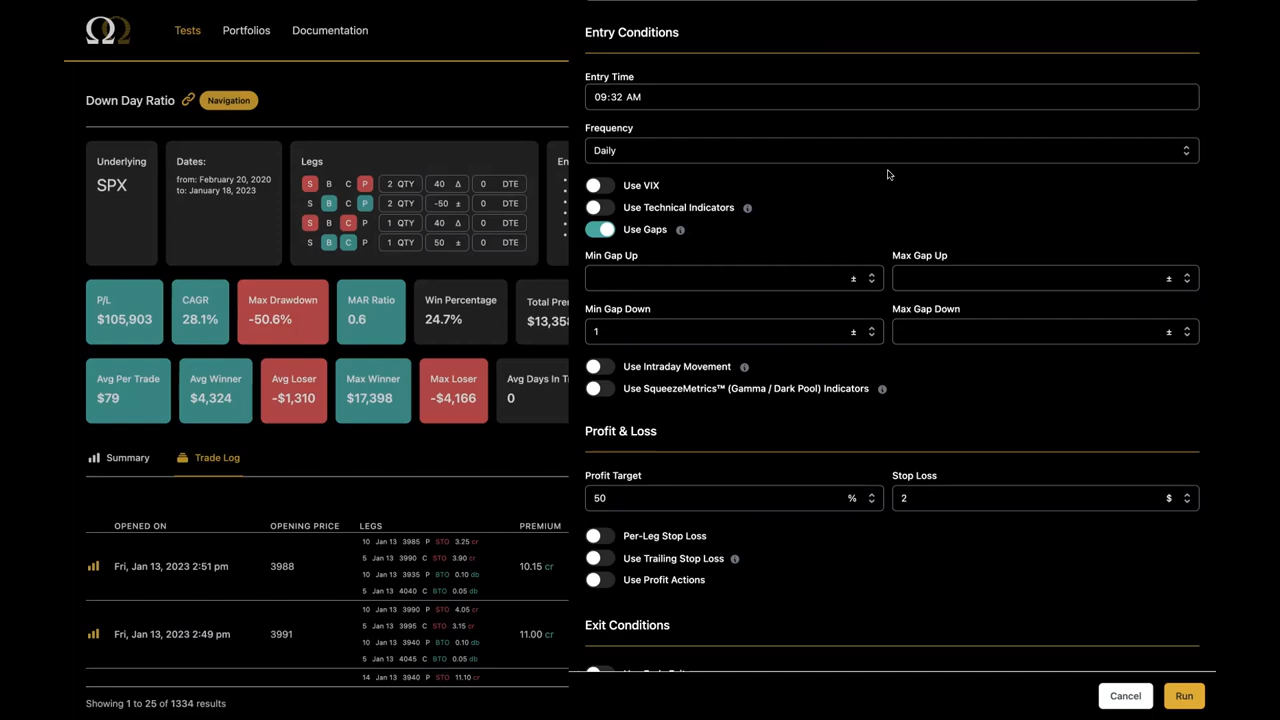 Tests Portfolios Documentation
Down Day Ratio Navigation
Underlying
SPX
Dates:
from: February 20, 2020
to: January 18, 2023
Legs
S B C P 2 QTY 40 Δ 0 DTE
S B C P 2 QTY -50 ± 0 DTE
S B C P 1 QTY 40 Δ 0 DTE
S B C P 1 QTY 50 ± 0 DTE
En
P/L
$105,903
CAGR
28.1%
Max Drawdown
-50.6%
MAR Ratio
0.6
Win Percentage
24.7%
Total Pre
$13,35
Avg Per Trade
$79
Avg Winner
$4,324
Avg Loser
-$1,310
Max Winner
$17,398
Max Loser
-$4,166
Avg Days In T
0
Summary Trade Log
OPENED ON OPENING PRICE LEGS PREMIUM
Fri, Jan 13, 2023 2:51 pm 3988
10 Jan 13 3985 P STO 3.25 cr
5 Jan 13 3990 C STO 3.90 cr
10 Jan 13 3935 P BTO 0.10 db
5 Jan 13 4040 C BTO 0.05 db
10.15 cr
Fri, Jan 13, 2023 2:49 pm 3991
10 Jan 13 3990 P STO 4.05 cr
5 Jan 13 3995 C STO 3.15 cr
10 Jan 13 3940 P BTO 0.10 db
5 Jan 13 4045 C BTO 0.05 db
11.00 cr
14 Jan 13 3940 P STO 11.10 cr
Showing 1 to 25 of 1334 results
Entry Conditions
Entry Time
09:32 AM
Frequency
Daily
Use VIX
Use Technical Indicators
Use Gaps
Min Gap Up Max Gap Up
± ±
Min Gap Down Max Gap Down
1 ± ±
Use Intraday Movement
Use SqueezeMetrics™ (Gamma / Dark Pool) Indicators
Profit & Loss
Profit Target Stop Loss
50 % 2 $
Per-Leg Stop Loss
Use Trailing Stop Loss
Use Profit Actions
Exit Conditions
Cancel Run